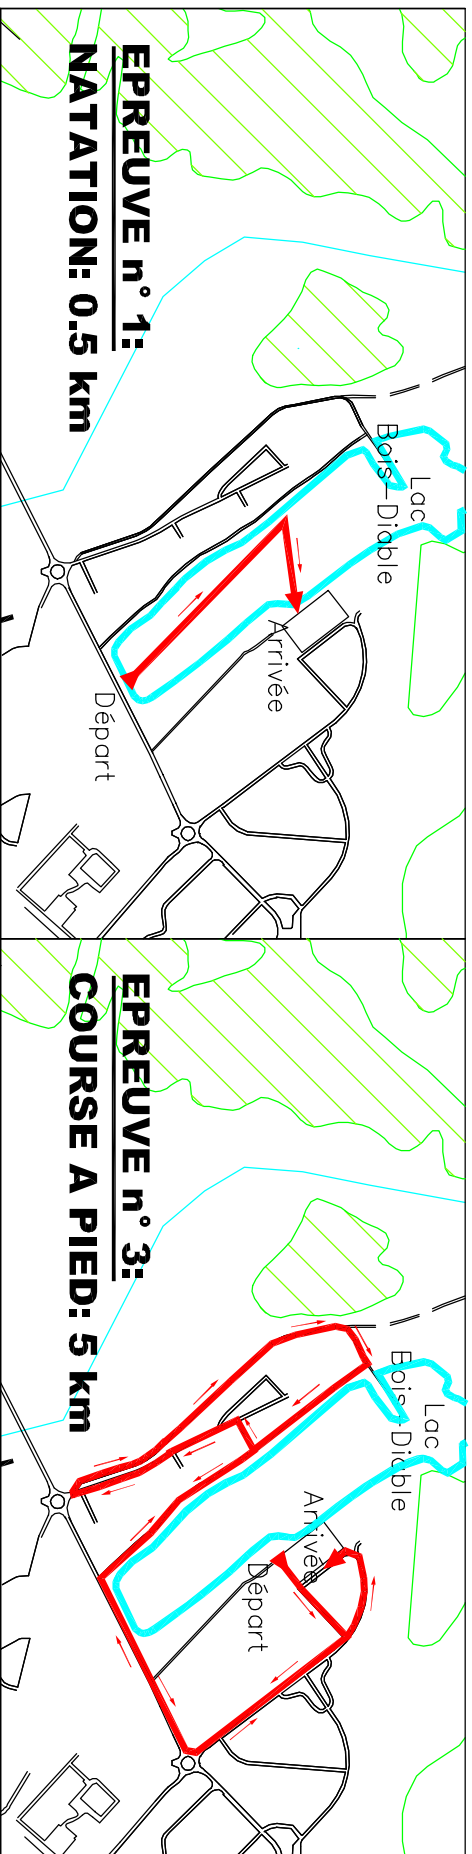 EPREUVE n° 1:
NATATION: 0.5 km
Lac
Bois-Diable
Arrivée
Départ
EPREUVE n° 3:
COURSE A PIED: 5 km
Lac
Bois-Diable
Arrivée
Départ